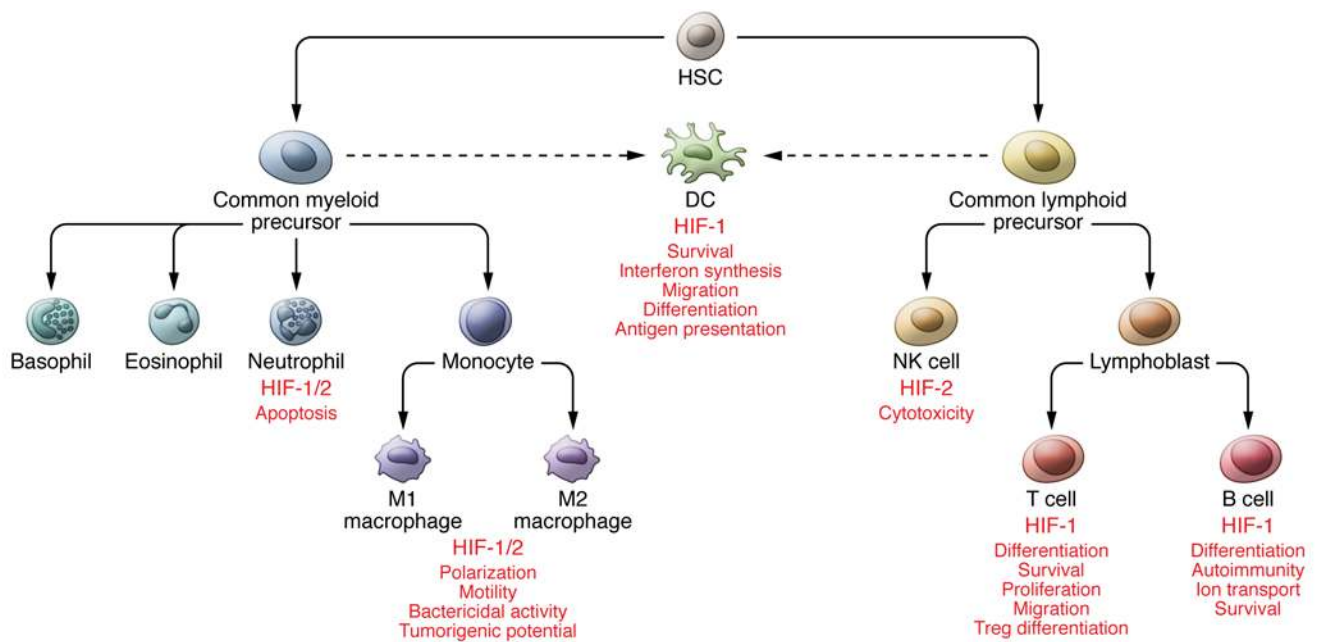 HSC
Common myeloid
precursor
DC
HIF-1
Survival
Interferon synthesis
Migration
Differentiation
Antigen presentation
Common lymphoid
precursor
Basophil
Eosinophil
Neutrophil
HIF-1/2
Apoptosis
Monocyte
NK cell
HIF-2
Cytotoxicity
Lymphoblast
M1
macrophage
M2
macrophage
HIF-1/2
Polarization
Motility
Bactericidal activity
Tumorigenic potential
T cell
HIF-1
Differentiation
Survival
Proliferation
Migration
Treg differentiation
B cell
HIF-1
Differentiation
Autoimmunity
Ion transport
Survival